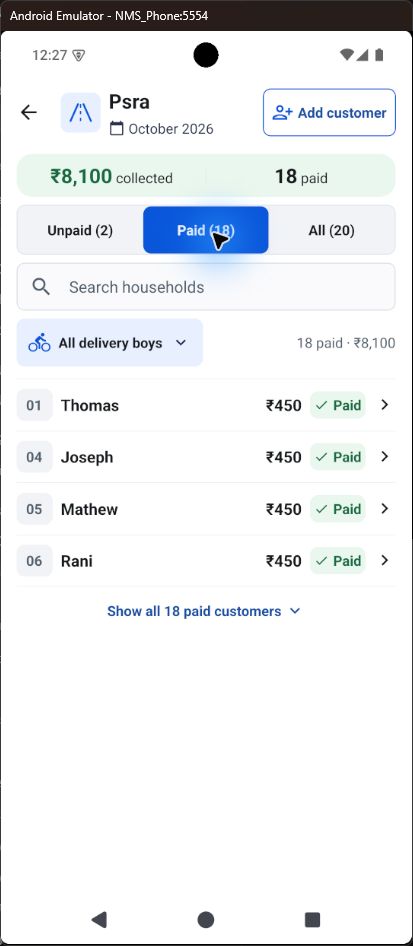 Android Emulator - NMS_Phone:5554
12:27
Psra
October 2026
Add customer
₹8,100 collected
18 paid
Unpaid (2)
Paid (18)
All (20)
Search households
All delivery boys
18 paid · ₹8,100
01 Thomas ₹450 Paid
04 Joseph ₹450 Paid
05 Mathew ₹450 Paid
06 Rani ₹450 Paid
Show all 18 paid customers